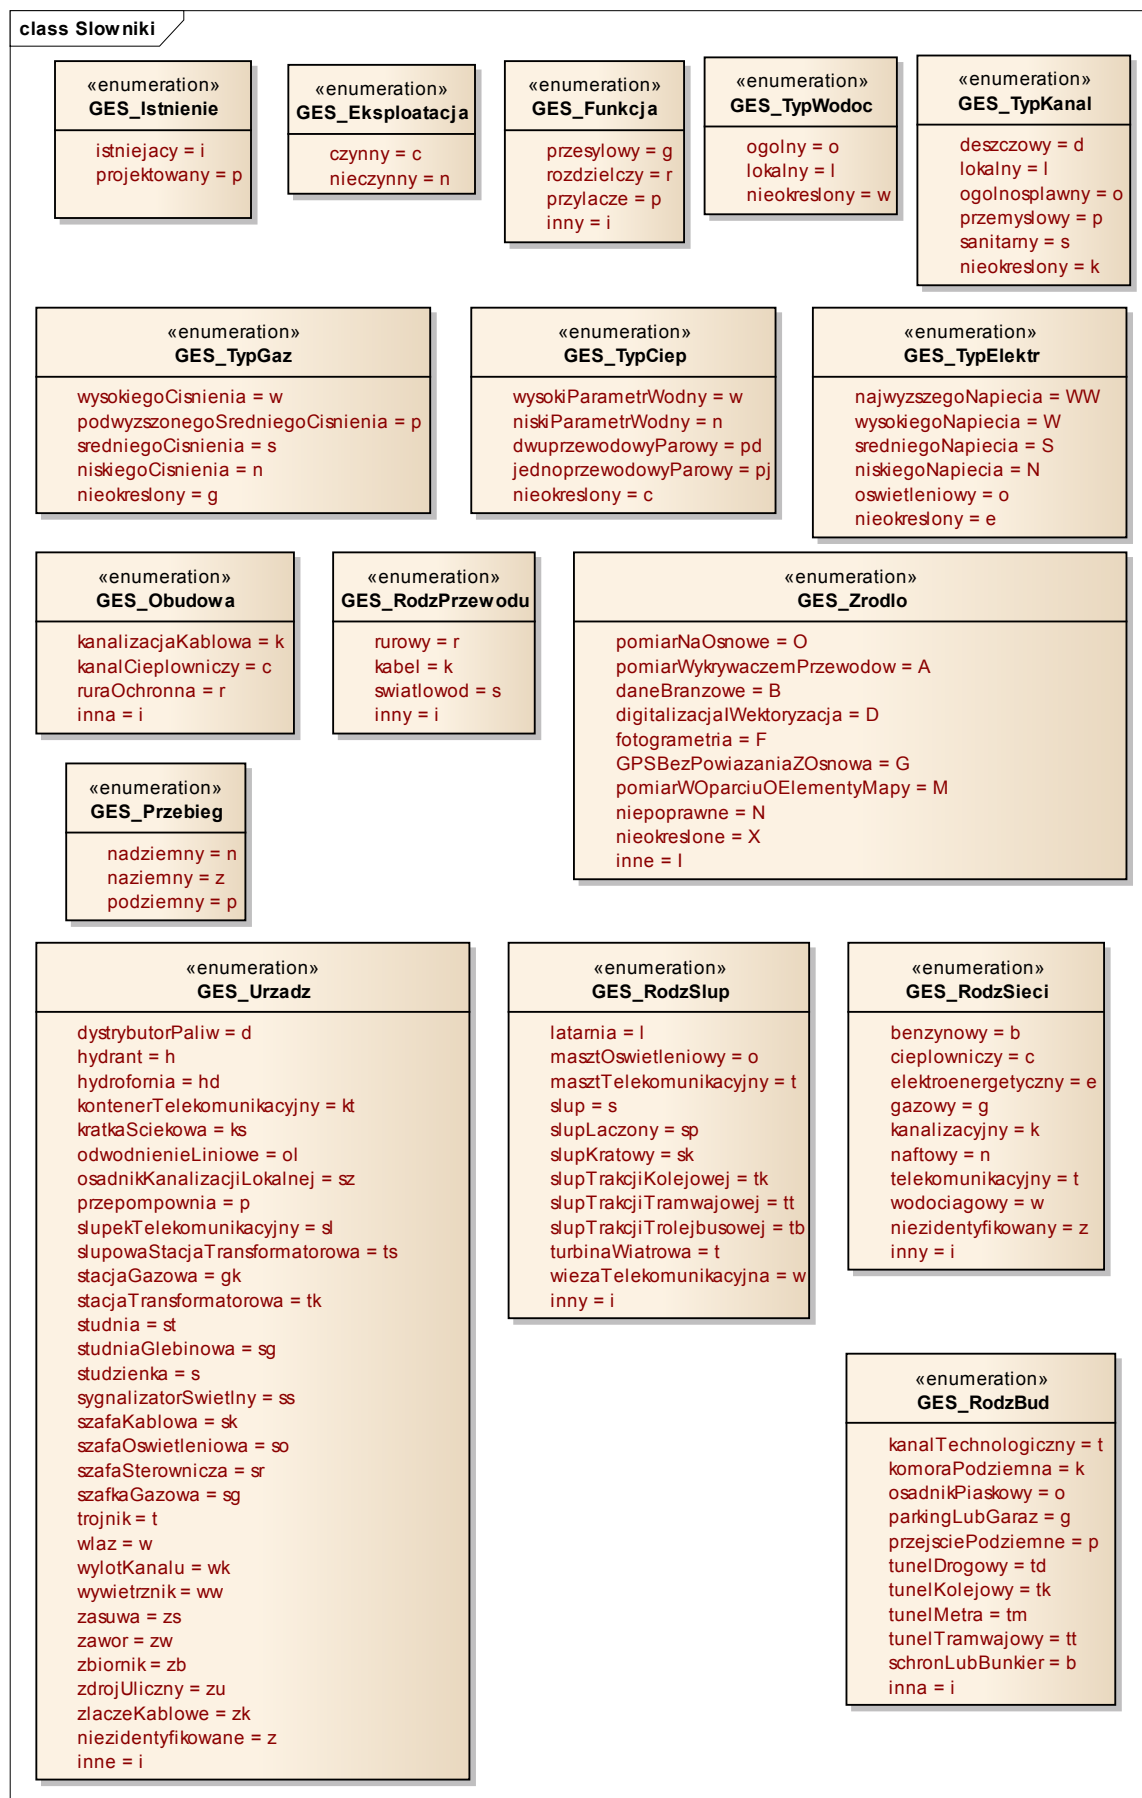 class Slowniki
«enumeration»
GES_Istnienie
istniejacy = i
projektowany = p
«enumeration»
GES_Eksploatacja
czynny = c
nieczynny = n
«enumeration»
GES_Funkcja
przesylowy = g
rozdzielczy = r
przylacze = p
inny = i
«enumeration»
GES_TypWodoc
ogolny = o
lokalny = l
nieokreslony = w
«enumeration»
GES_TypKanal
deszczowy = d
lokalny = l
ogolnosplawny = o
przemyslowy = p
sanitarny = s
nieokreslony = k
«enumeration»
GES_TypGaz
wysokiegoCisnienia = w
podwyzszonegoSredniegoCisnienia = p
sredniegoCisnienia = s
niskiegoCisnienia = n
nieokreslony = g
«enumeration»
GES_TypCiep
wysokiParametrWodny = w
niskiParametrWodny = n
dwuprzewodowyParowy = pd
jednoprzewodowyParowy = pj
nieokreslony = c
«enumeration»
GES_TypElektr
najwyzszegoNapiecia = WW
wysokiegoNapiecia = W
sredniegoNapiecia = S
niskiegoNapiecia = N
oswietleniowy = o
nieokreslony = e
«enumeration»
GES_Obudowa
kanalizacjaKablowa = k
kanalCieplowniczy = c
ruraOchronna = r
inna = i
«enumeration»
GES_RodzPrzewodu
rurowy = r
kabel = k
swiatlowod = s
inny = i
«enumeration»
GES_Zrodlo
pomiarNaOsnowe = O
pomiarWykrywaczemPrzewodow = A
daneBranzowe = B
digitalizacjaIWektoryzacja = D
fotogrametria = F
GPSBezPowiazaniaZOsnowa = G
pomiarWOparciuOElementyMapy = M
niepoprawne = N
nieokreslone = X
inne = I
«enumeration»
GES_Przebieg
nadziemny = n
naziemny = z
podziemny = p
«enumeration»
GES_Urzadz
dystrybutorPaliw = d
hydrant = h
hydrofornia = hd
kontenerTelekomunikacyjny = kt
kratkaSciekowa = ks
odwodnienieLiniowe = ol
osadnikKanalizacjiLokalnej = sz
przepompownia = p
slupekTelekomunikacyjny = sl
slupowaStacjaTransformatorowa = ts
stacjaGazowa = gk
stacjaTransformatorowa = tk
studnia = st
studniaGlebinowa = sg
studzienka = s
sygnalizatorSwietlny = ss
szafaKablowa = sk
szafaOswietleniowa = so
szafaSterownicza = sr
szafkaGazowa = sg
trojnik = t
wlaz = w
wylotKanalu = wk
wywietrznik = ww
zasuwa = zs
zawor = zw
zbiornik = zb
zdrojUliczny = zu
zlaczeKablowe = zk
niezidentyfikowane = z
inne = i
«enumeration»
GES_RodzSlup
latarnia = l
masztOswietleniowy = o
masztTelekomunikacyjny = t
slup = s
slupLaczony = sp
slupKratowy = sk
slupTrakcjiKolejowej = tk
slupTrakcjiTramwajowej = tt
slupTrakcjiTrolejbusowej = tb
turbinaWiatrowa = t
wiezaTelekomunikacyjna = w
inny = i
«enumeration»
GES_RodzSieci
benzynowy = b
cieplowniczy = c
elektroenergetyczny = e
gazowy = g
kanalizacyjny = k
naftowy = n
telekomunikacyjny = t
wodociagowy = w
niezidentyfikowany = z
inny = i
«enumeration»
GES_RodzBud
kanalTechnologiczny = t
komoraPodziemna = k
osadnikPiaskowy = o
parkingLubGaraz = g
przejsciePodziemne = p
tunelDrogowy = td
tunelKolejowy = tk
tunelMetra = tm
tunelTramwajowy = tt
schronLubBunkier = b
inna = i